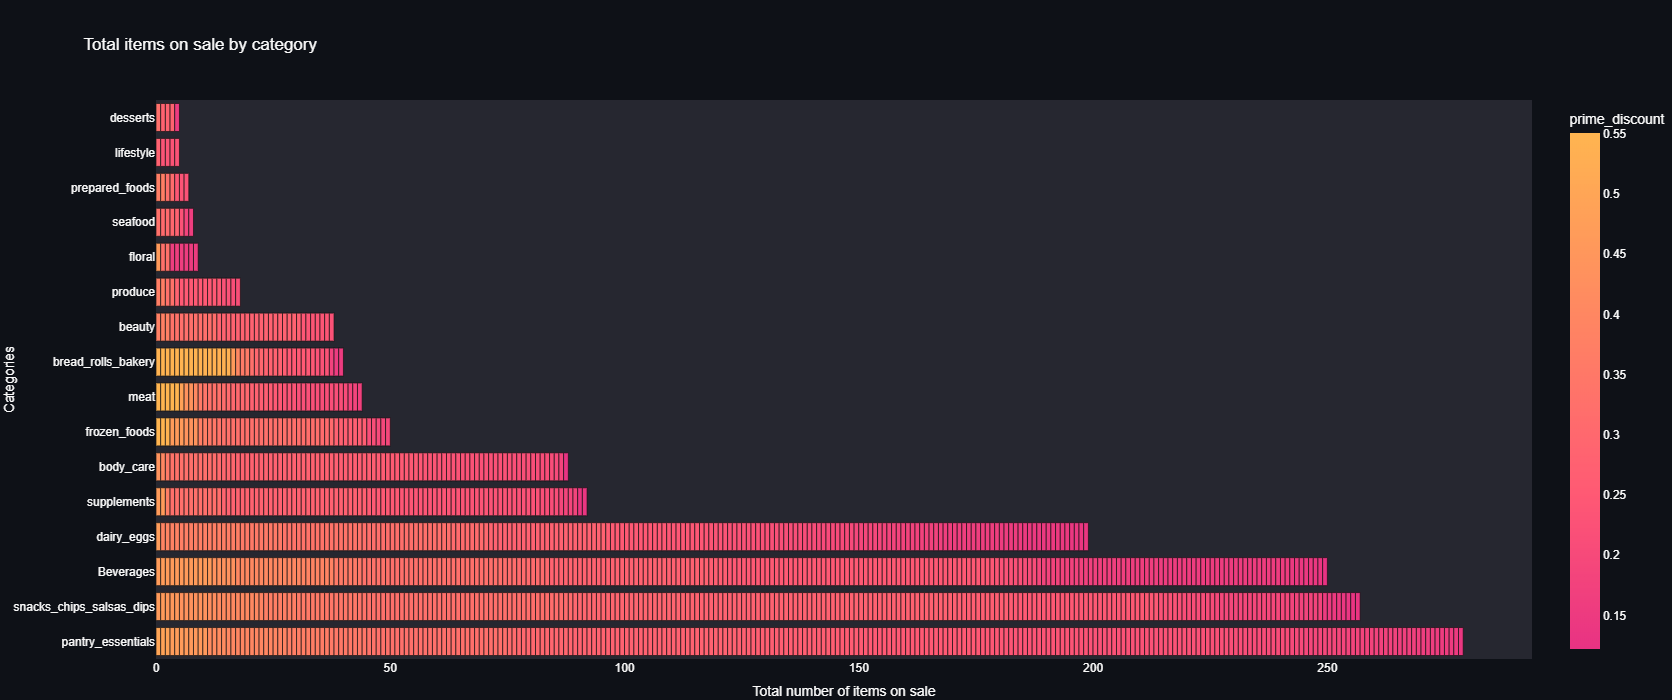 Total items on sale by category
prime_discount
desserts
lifestyle
prepared_foods
seafood
floral
produce
beauty
bread_rolls_bakery
meat
frozen_foods
body_care
supplements
dairy_eggs
Beverages
snacks_chips_salsas_dips
pantry_essentials
Categories
0 50 100 150 200 250
Total number of items on sale
0.55
0.5
0.45
0.4
0.35
0.3
0.25
0.2
0.15